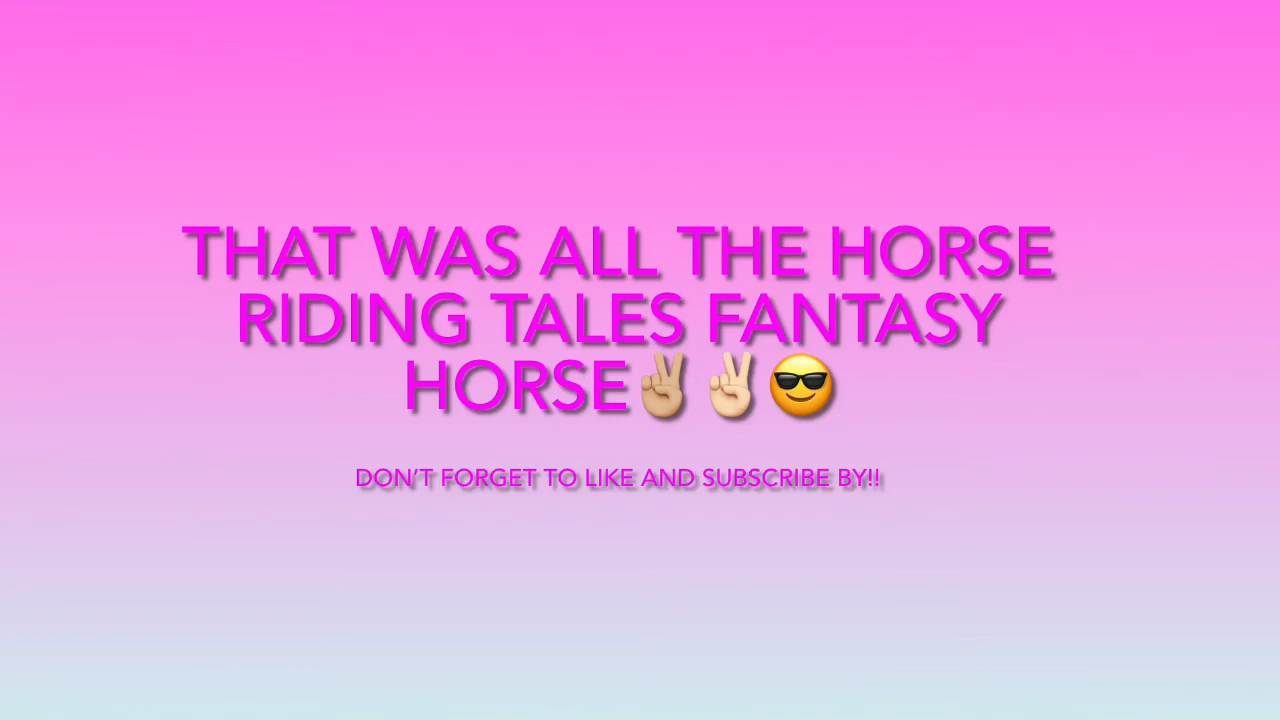 THAT WAS ALL THE HORSE
RIDING TALES FANTASY
HORSE✌🏽✌🏼😎
DON’T FORGET TO LIKE AND SUBSCRIBE BY!!